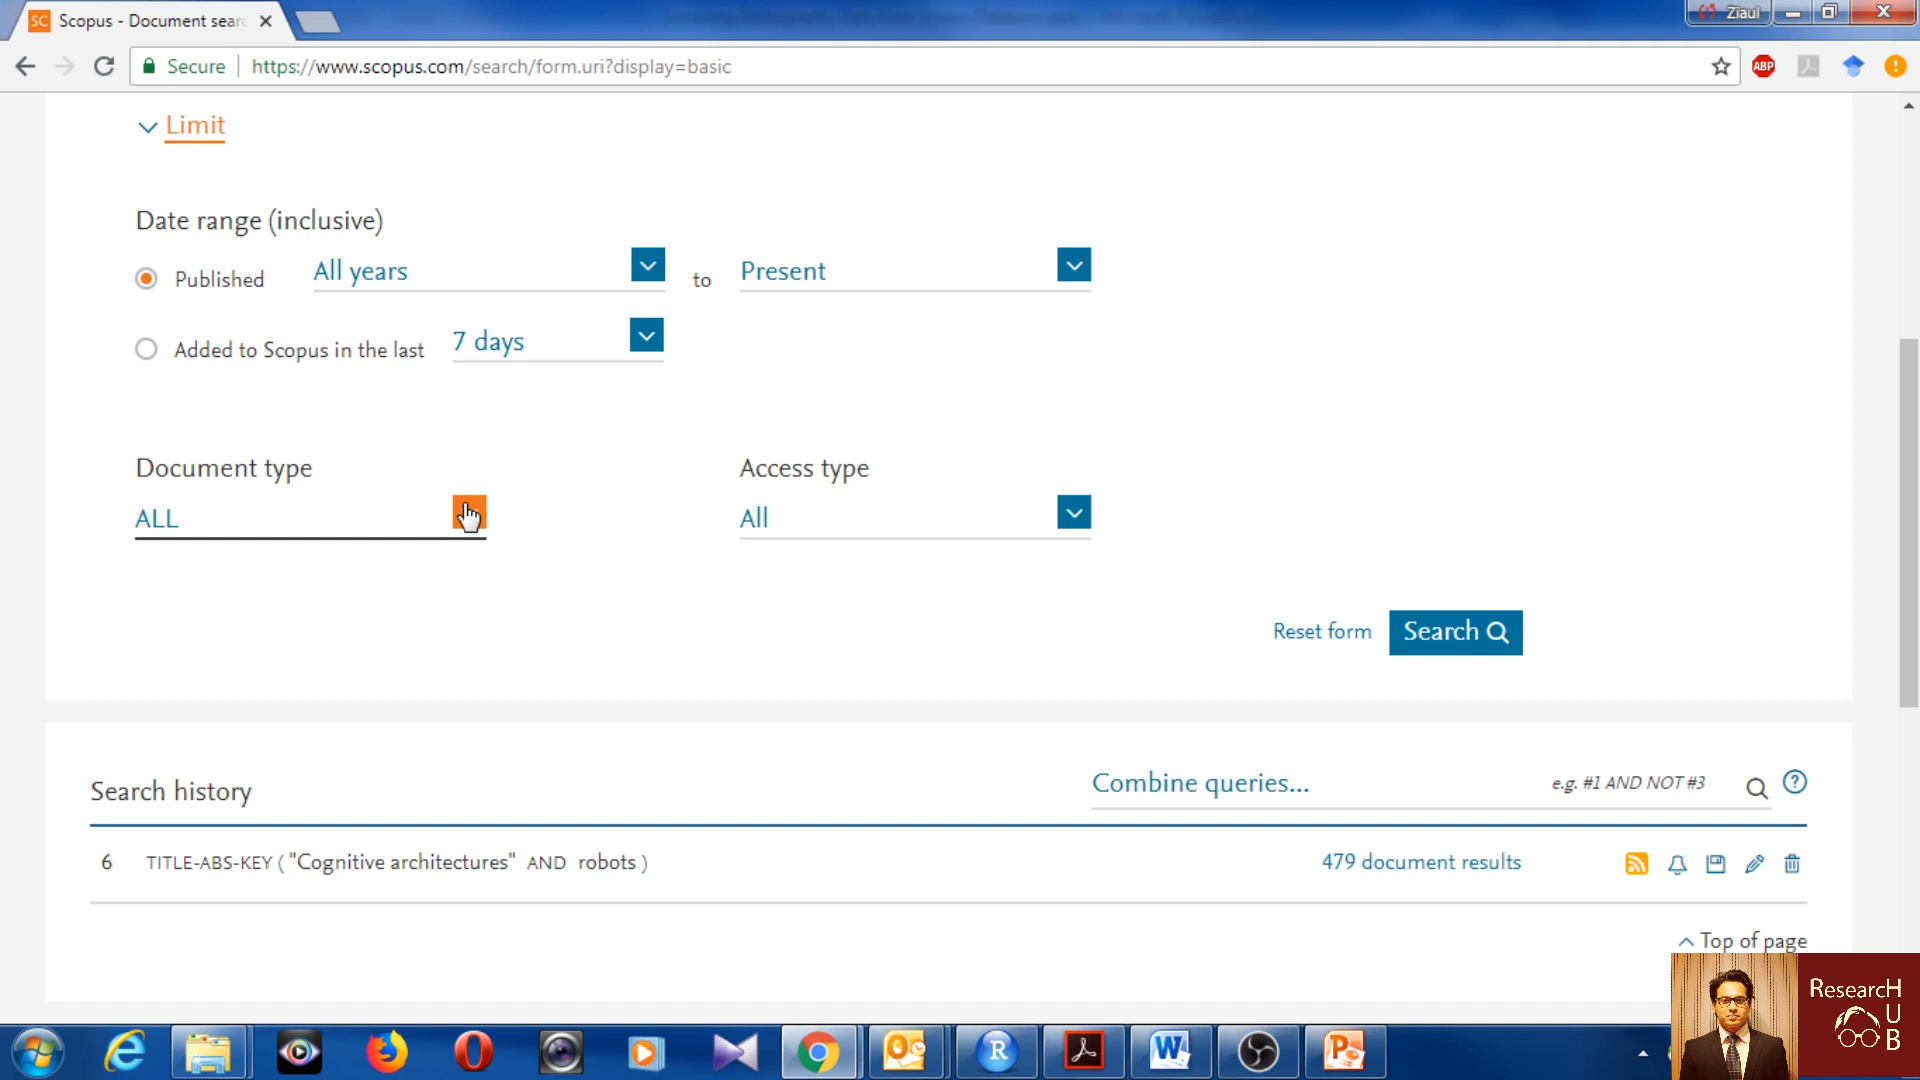 SC Scopus - Document sear
Ziaul
Secure https://www.scopus.com/search/form.uri?display=basic
ABP
Limit
Date range (inclusive)
Published All years to Present
Added to Scopus in the last 7 days
Document type Access type
ALL All
Reset form Search
Search history Combine queries... e.g. #1 AND NOT #3
6 TITLE-ABS-KEY ( "Cognitive architectures" AND robots ) 479 document results
Top of page
ResearcH
U
B